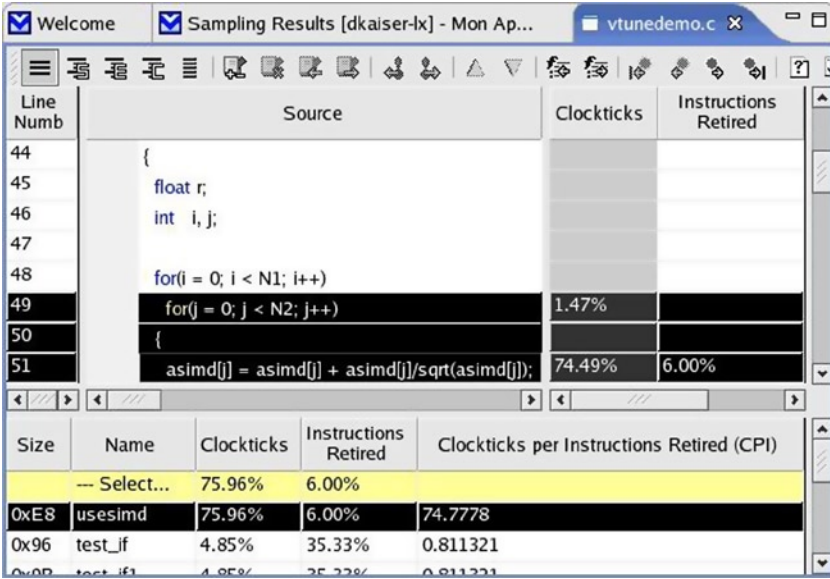 Welcome
Sampling Results [dkaiser-lx] - Mon Ap...
vtunedemo.c
Line Numb
Source
Clockticks
Instructions Retired
44 {
45 float r;
46 int i, j;
47
48 for(i = 0; i < N1; i++)
49 for(j = 0; j < N2; j++) 1.47%
50 {
51 asimd[j] = asimd[j] + asimd[j]/sqrt(asimd[j]); 74.49% 6.00%
Size Name Clockticks Instructions Retired Clockticks per Instructions Retired (CPI)
--- Select... 75.96% 6.00%
0xE8 usesimd 75.96% 6.00% 74.7778
0x96 test_if 4.85% 35.33% 0.811321